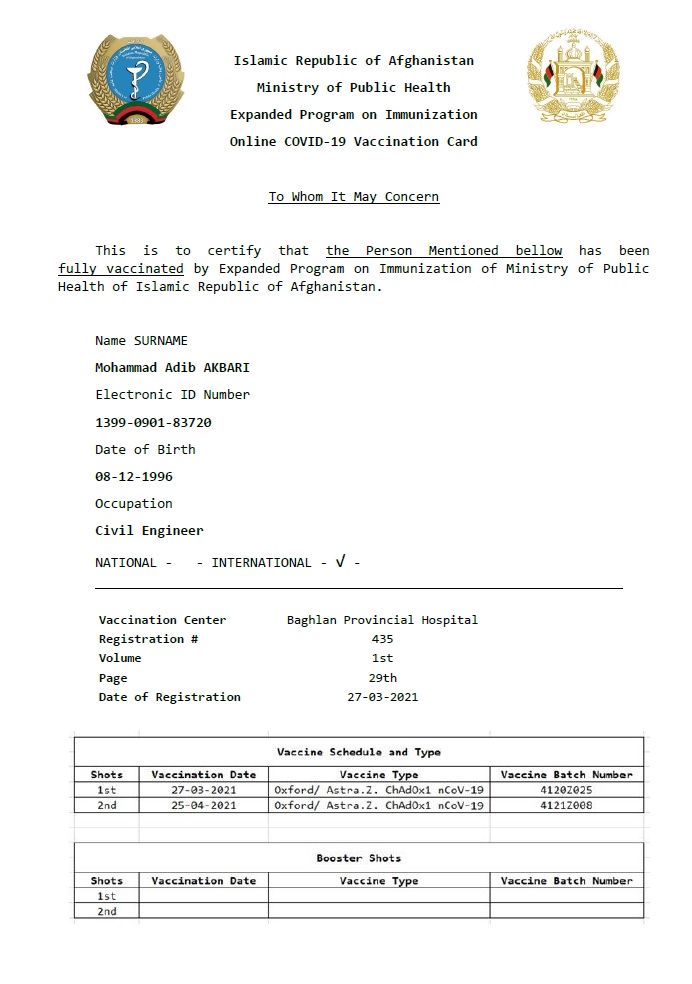 Islamic Republic of Afghanistan
Ministry of Public Health
Expanded Program on Immunization
Online COVID-19 Vaccination Card
1383
To Whom It May Concern
This is to certify that the Person Mentioned bellow has been
fully vaccinated by Expanded Program on Immunization of Ministry of Public
Health of Islamic Republic of Afghanistan.
Name SURNAME
Mohammad Adib AKBARI
Electronic ID Number
1399-0901-83720
Date of Birth
08-12-1996
Occupation
Civil Engineer
NATIONAL -   - INTERNATIONAL - √ -
Vaccination Center Baghlan Provincial Hospital
Registration # 435
Volume 1st
Page 29th
Date of Registration 27-03-2021
Vaccine Schedule and Type
Shots Vaccination Date Vaccine Type Vaccine Batch Number
1st 27-03-2021 Oxford/ Astra.Z. ChAdOx1 nCoV-19 4120Z025
2nd 25-04-2021 Oxford/ Astra.Z. ChAdOx1 nCoV-19 4121Z008
Booster Shots
Shots Vaccination Date Vaccine Type Vaccine Batch Number
1st
2nd